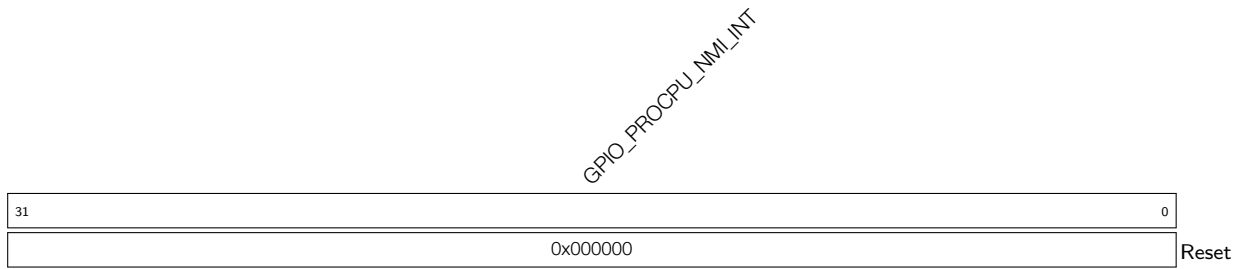 GPIO_PROCPU_NMI_INT
31 0
0x000000 Reset